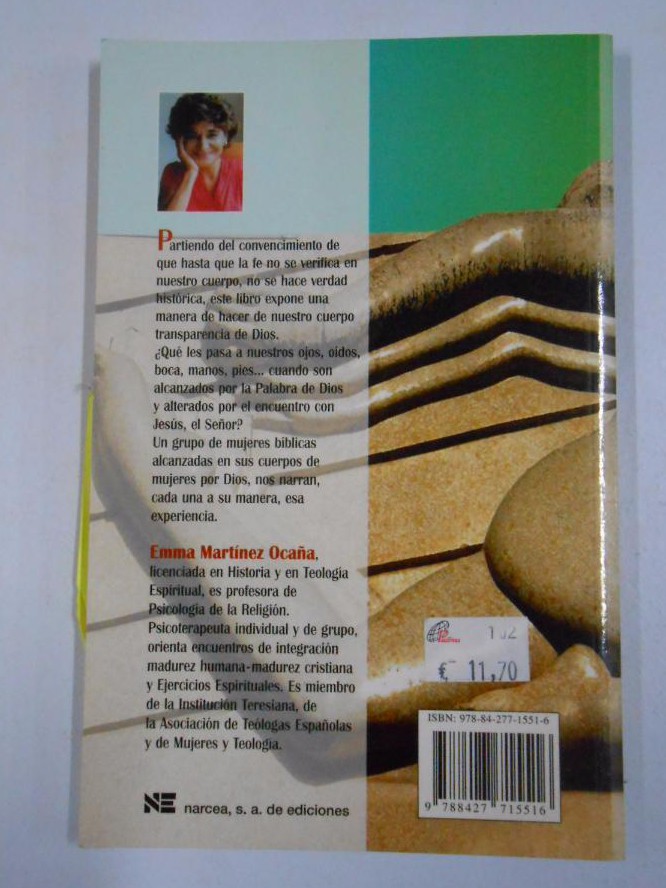 Partiendo del convencimiento de
que hasta que la fe no se verifica en
nuestro cuerpo, no se hace verdad
histórica, este libro expone una
manera de hacer de nuestro cuerpo
transparencia de Dios.
¿Qué les pasa a nuestros ojos, oídos,
boca, manos, pies... cuando son
alcanzados por la Palabra de Dios
y alterados por el encuentro con
Jesús, el Señor?
Un grupo de mujeres bíblicas
alcanzadas en sus cuerpos de
mujeres por Dios, nos narran,
cada una a su manera, esa
experiencia.
Emma Martínez Ocaña,
licenciada en Historia y en Teología
Espiritual, es profesora de
Psicología de la Religión.
Psicoterapeuta individual y de grupo,
orienta encuentros de integración
madurez humana-madurez cristiana
y Ejercicios Espirituales. Es miembro
de la Institución Teresiana, de
la Asociación de Teólogas Españolas
y de Mujeres y Teología.
NE narcea, s. a. de ediciones
€ 11,70
ISBN: 978-84-277-1551-6
9 788427 715516